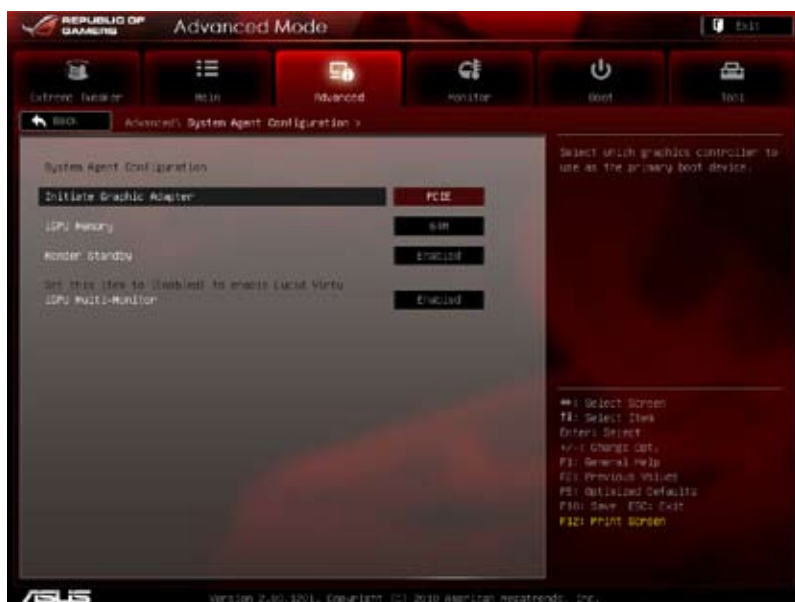 REPUBLIC OF
GAMERS
Advanced Mode
Exit
Extreme Tweaker
Main
Advanced
Monitor
Boot
Tool
Back
Advanced\ System Agent Configuration >
System Agent Configuration
Initiate Graphic Adapter
PCIE
iGPU Memory
64M
Render Standby
Enabled
Set this item to [Enabled] to enable Lucid Virtu
iGPU Multi-Monitor
Enabled
Select which graphics controller to
use as the primary boot device.
: Select Screen
: Select Item
Enter: Select
+/-: Change Opt.
F1: General Help
F2: Previous Values
F5: Optimized Defaults
F10: Save ESC: Exit
F12: Print Screen
ASUS
Version 2.00.1201. Copyright (C) 2010 American Megatrends, Inc.